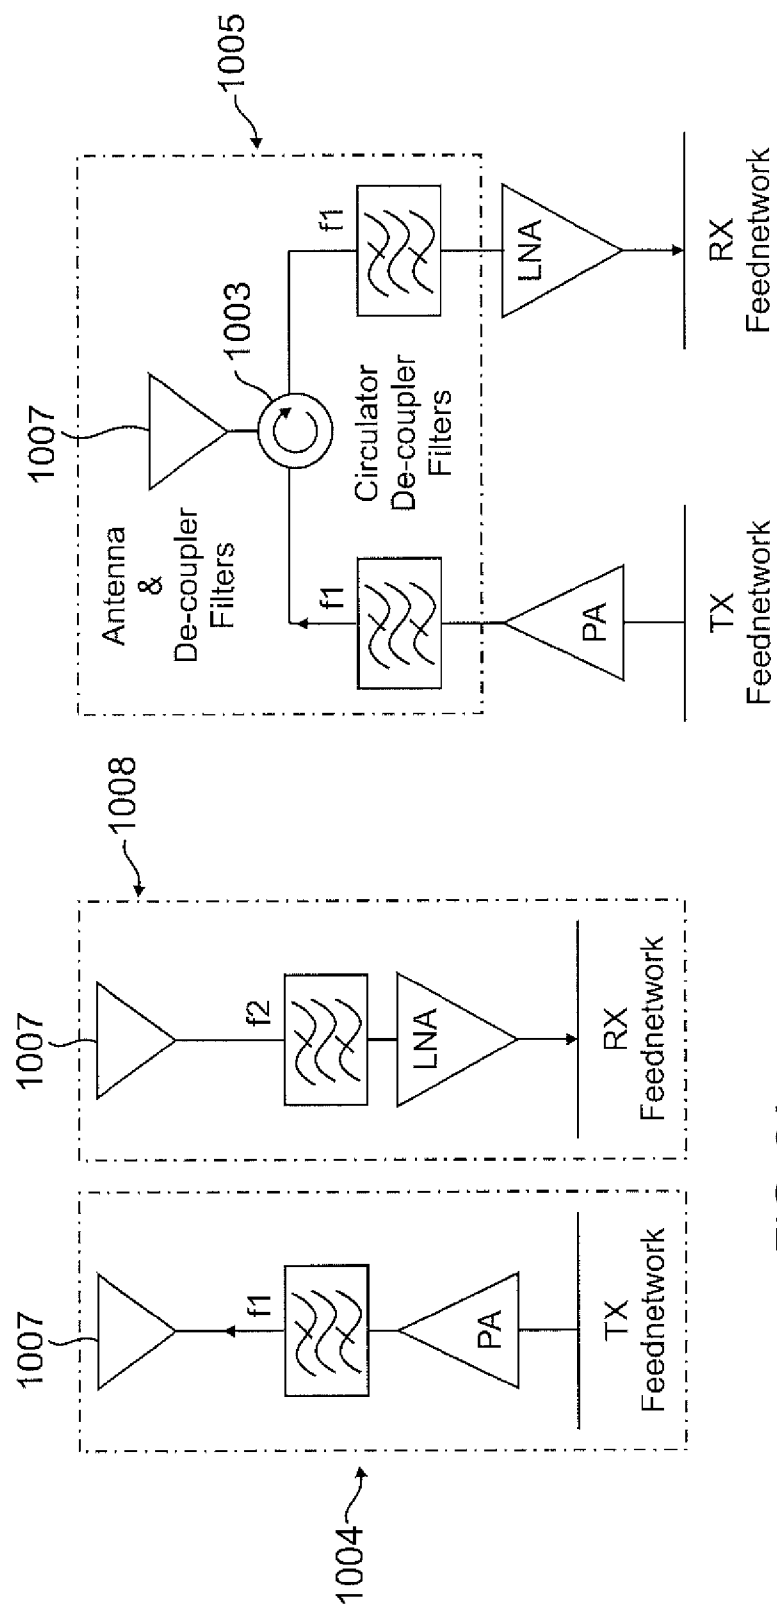 1007
f1
PA
TX
Feednetwork
1004
1007
f2
LNA
RX
Feednetwork
1008
Antenna
&
De-coupler
Filters
1007
1003
1005
f1
f1
Circulator
De-coupler
Filters
PA
LNA
TX
Feednetwork
RX
Feednetwork